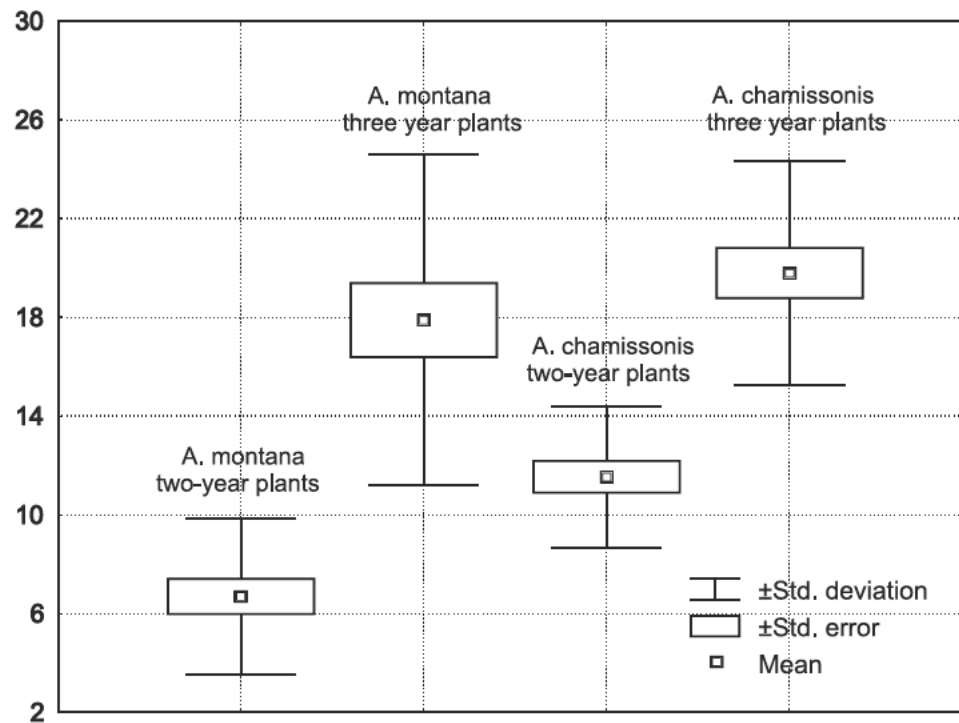 30
A. montana
three year plants
A. chamissonis
three year plants
26
22
18
A. chamissonis
two-year plants
14
A. montana
two-year plants
10
±Std. deviation
6
±Std. error
Mean
2